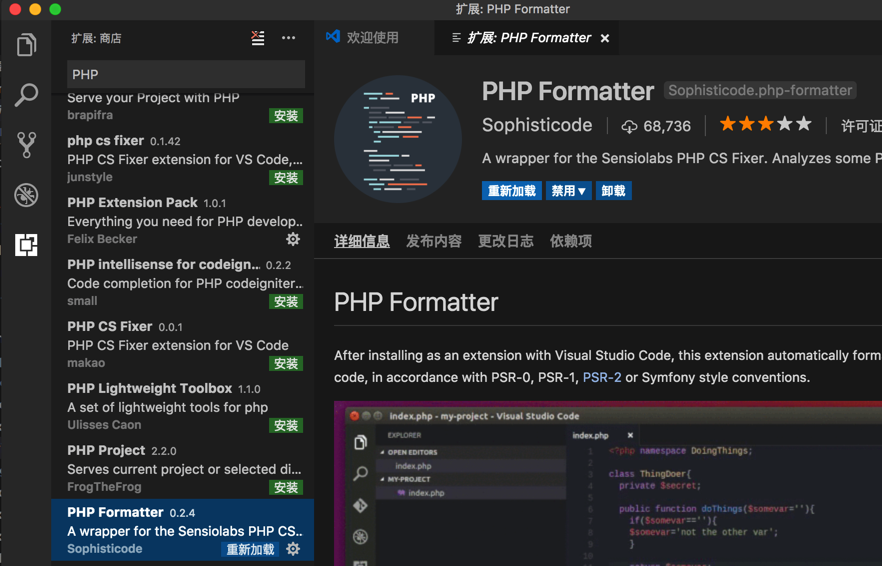 扩展: PHP Formatter
扩展: 商店
PHP
Serve your Project with PHP
brapifra 安装
php cs fixer 0.1.42
PHP CS Fixer extension for VS Code,...
junstyle 安装
PHP Extension Pack 1.0.1
Everything you need for PHP develop...
Felix Becker
PHP intellisense for codeign... 0.2.2
Code completion for PHP codeigniter...
small 安装
PHP CS Fixer 0.0.1
PHP CS Fixer extension for VS Code
makao 安装
PHP Lightweight Toolbox 1.1.0
A set of lightweight tools for php
Ulisses Caon 安装
PHP Project 2.2.0
Serves current project or selected di...
FrogTheFrog 安装
PHP Formatter 0.2.4
A wrapper for the Sensiolabs PHP CS...
Sophisticode 重新加载
欢迎使用 扩展: PHP Formatter
PHP
PHP Formatter Sophisticode.php-formatter
Sophisticode 68,736 许可证
A wrapper for the Sensiolabs PHP CS Fixer. Analyzes some P
重新加载 禁用 卸载
详细信息 发布内容 更改日志 依赖项
PHP Formatter
After installing as an extension with Visual Studio Code, this extension automatically form
code, in accordance with PSR-0, PSR-1, PSR-2 or Symfony style conventions.
index.php - my-project - Visual Studio Code
EXPLORER
OPEN EDITORS
index.php
MY-PROJECT
index.php
index.php
1 <?php namespace DoingThings;
2
3 class ThingDoer{
4 private $secret;
5
6 public function doThings($somevar=''){
7 if($somevar==''){
8 $somevar='not the other var';
9 }
10